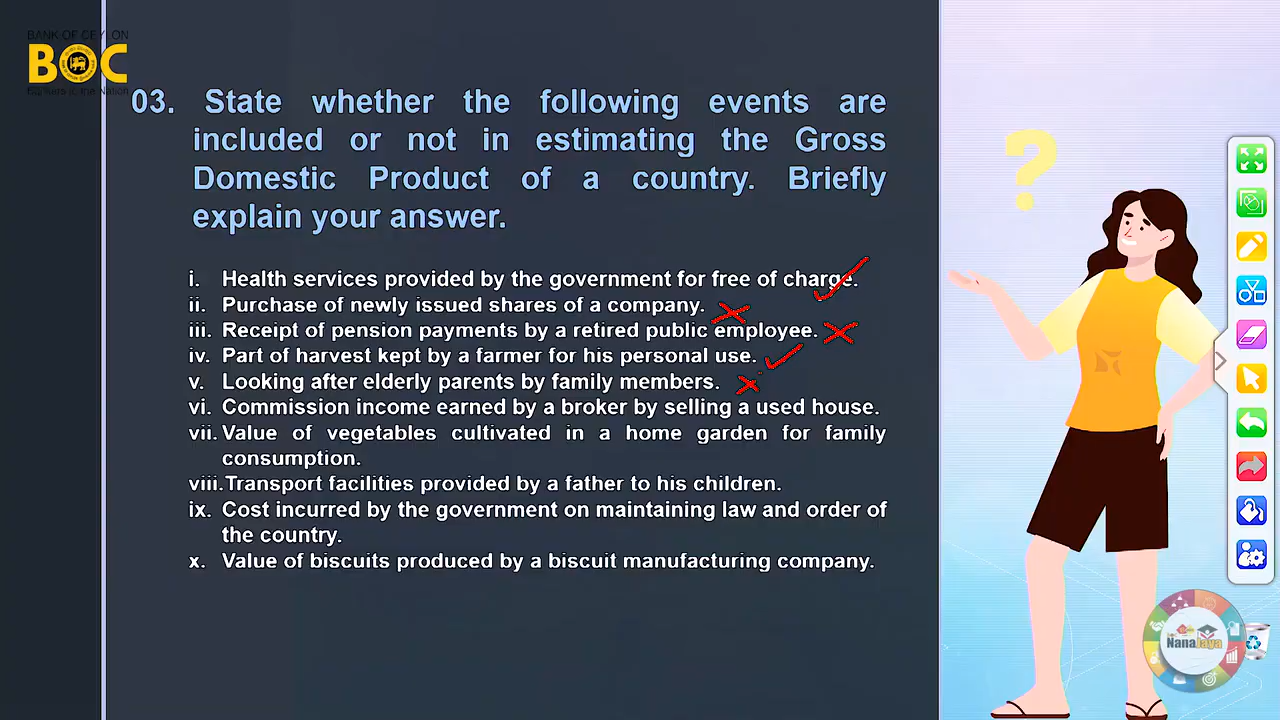 BANK OF CEYLON
BOC
Bankers to the Nation
03. State whether the following events are
included or not in estimating the Gross
Domestic Product of a country. Briefly
explain your answer.
i. Health services provided by the government for free of charge.
ii. Purchase of newly issued shares of a company.
iii. Receipt of pension payments by a retired public employee.
iv. Part of harvest kept by a farmer for his personal use.
v. Looking after elderly parents by family members.
vi. Commission income earned by a broker by selling a used house.
vii. Value of vegetables cultivated in a home garden for family
consumption.
viii. Transport facilities provided by a father to his children.
ix. Cost incurred by the government on maintaining law and order of
the country.
x. Value of biscuits produced by a biscuit manufacturing company.
?
NanaJaya